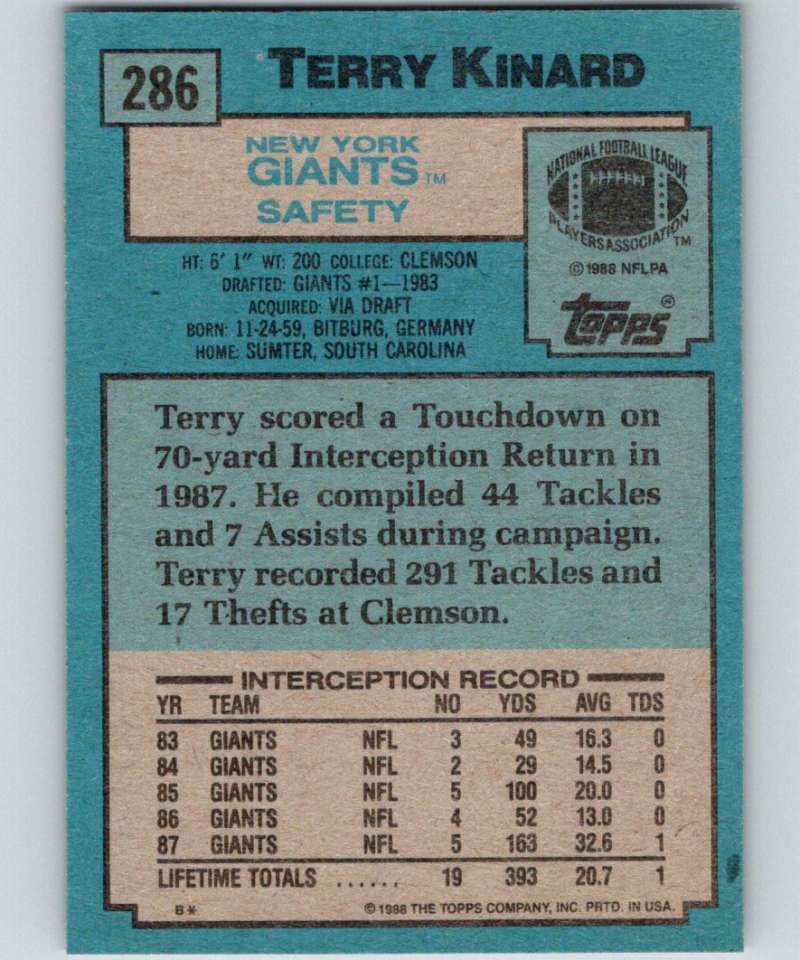 286
TERRY KINARD
NEW YORK
GIANTS™
SAFETY
NATIONAL FOOTBALL LEAGUE
PLAYERS ASSOCIATION™
©1988 NFLPA
topps®
HT: 6' 1" WT: 200 COLLEGE: CLEMSON
DRAFTED: GIANTS #1—1983
ACQUIRED: VIA DRAFT
BORN: 11-24-59, BITBURG, GERMANY
HOME: SUMTER, SOUTH CAROLINA
Terry scored a Touchdown on
70-yard Interception Return in
1987. He compiled 44 Tackles
and 7 Assists during campaign.
Terry recorded 291 Tackles and
17 Thefts at Clemson.
INTERCEPTION RECORD
YR TEAM NO YDS AVG TDS
83 GIANTS NFL 3 49 16.3 0
84 GIANTS NFL 2 29 14.5 0
85 GIANTS NFL 5 100 20.0 0
86 GIANTS NFL 4 52 13.0 0
87 GIANTS NFL 5 163 32.6 1
LIFETIME TOTALS ...... 19 393 20.7 1
B* ©1988 THE TOPPS COMPANY, INC. PRTD. IN USA.